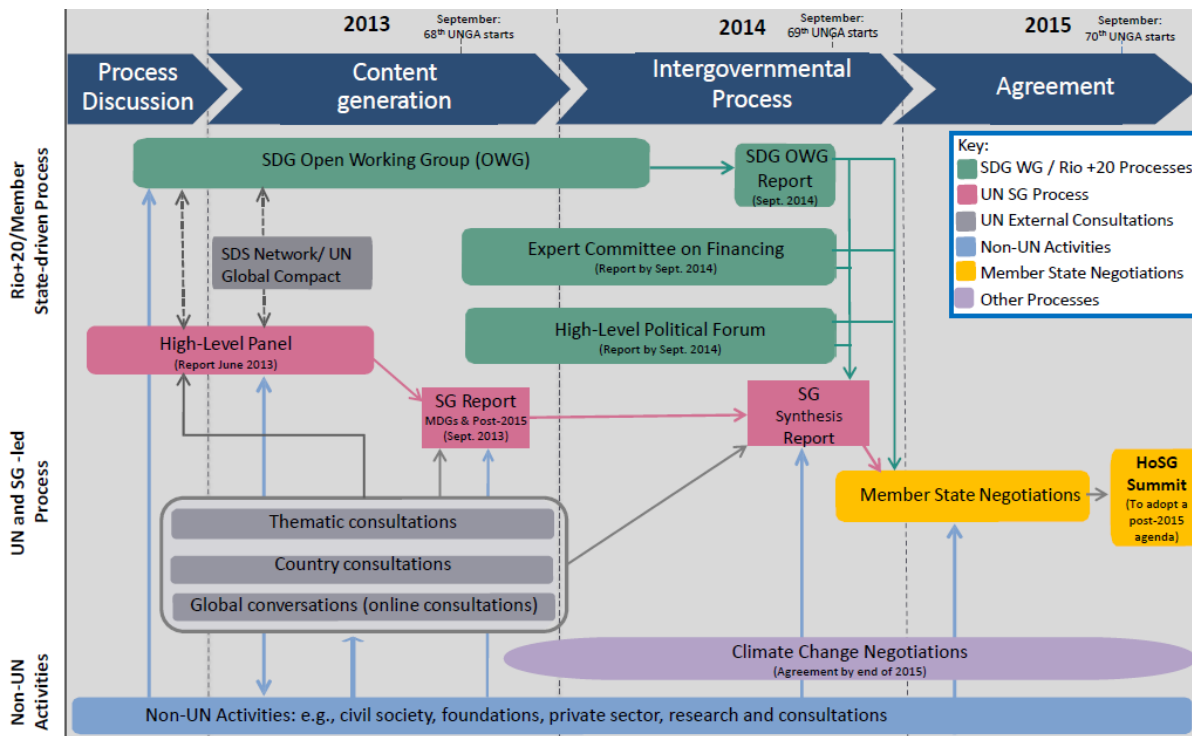 2013
September:
68th UNGA starts
2014
September:
69th UNGA starts
2015
September:
70th UNGA starts
Process
Discussion
Content
generation
Intergovernmental
Process
Agreement
Rio+20/Member
State-driven Process
SDG Open Working Group (OWG)
SDG OWG
Report
(Sept. 2014)
Key:
SDG WG / Rio +20 Processes
UN SG Process
UN External Consultations
Non-UN Activities
Member State Negotiations
Other Processes
SDS Network/ UN
Global Compact
Expert Committee on Financing
(Report by Sept. 2014)
High-Level Political Forum
(Report by Sept. 2014)
High-Level Panel
(Report June 2013)
UN and SG -led
Process
SG Report
MDGs & Post-2015
(Sept. 2013)
SG
Synthesis
Report
Member State Negotiations
HoSG
Summit
(To adopt a
post-2015
agenda)
Thematic consultations
Country consultations
Global conversations (online consultations)
Non-UN
Activities
Climate Change Negotiations
(Agreement by end of 2015)
Non-UN Activities: e.g., civil society, foundations, private sector, research and consultations